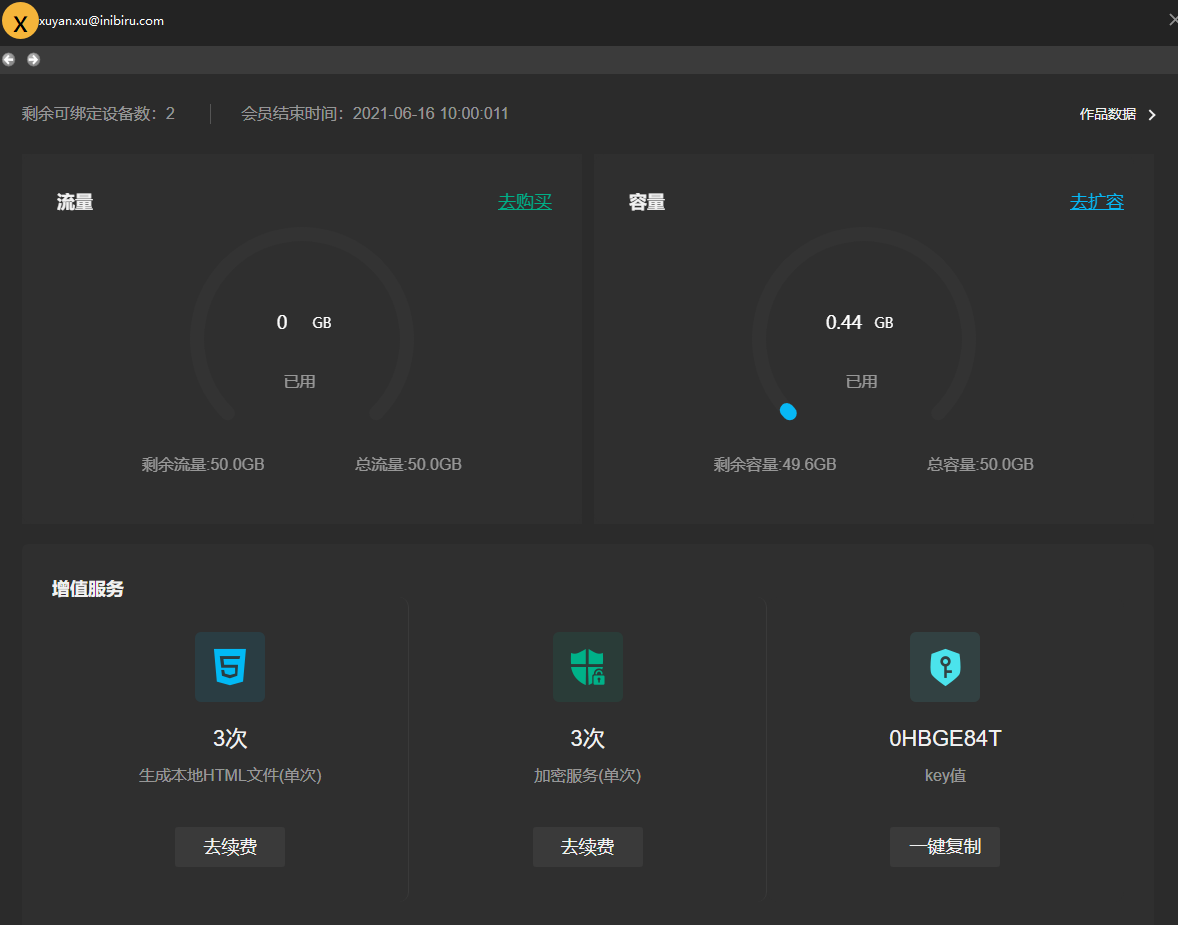 X xuyan.xu@inibiru.com
剩余可绑定设备数：2 会员结束时间：2021-06-16 10:00:011 作品数据
流量 去购买 容量 去扩容
0 GB 0.44 GB
已用 已用
剩余流量:50.0GB 总流量:50.0GB 剩余容量:49.6GB 总容量:50.0GB
增值服务
5
3次 3次 0HBGE84T
生成本地HTML文件(单次) 加密服务(单次) key值
去续费 去续费 一键复制